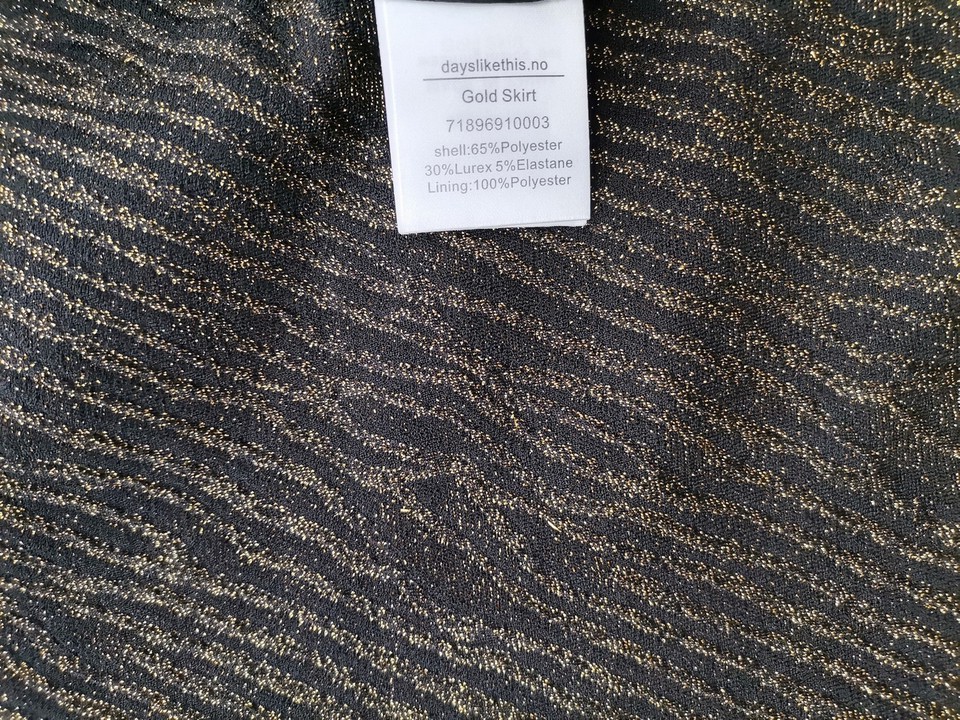 dayslikethis.no
Gold Skirt
71896910003
shell:65%Polyester
30%Lurex 5%Elastane
Lining:100%Polyester